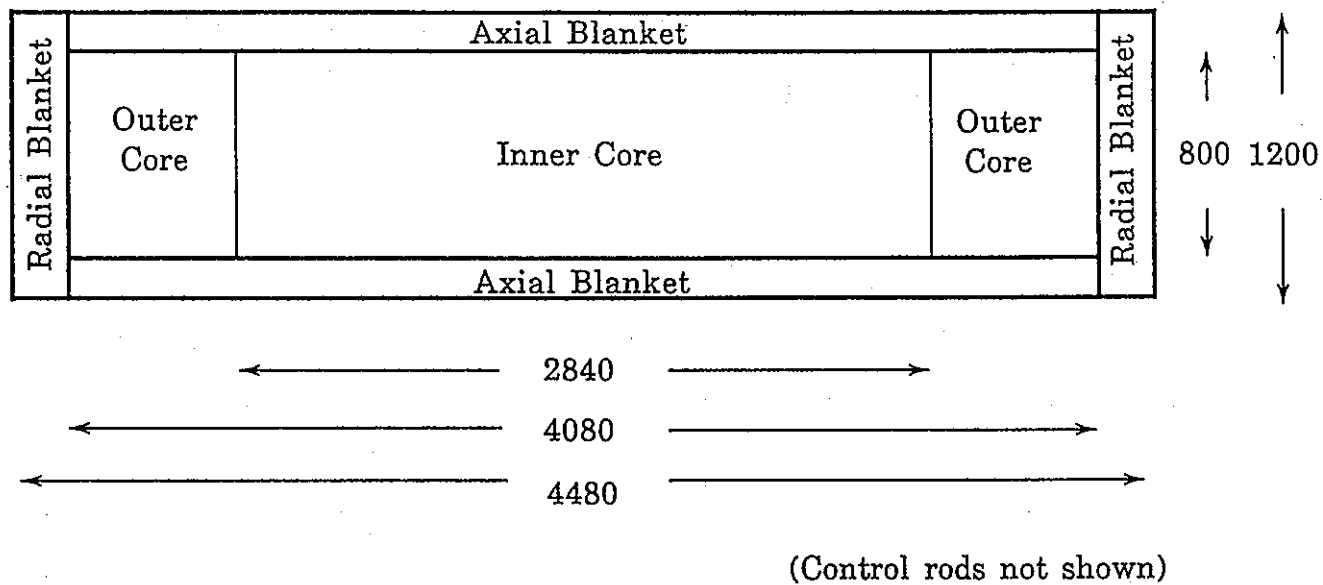 Axial Blanket
Radial Blanket
Outer
Core
Inner Core
Outer
Core
Radial Blanket
800 1200
Axial Blanket
2840
4080
4480
(Control rods not shown)